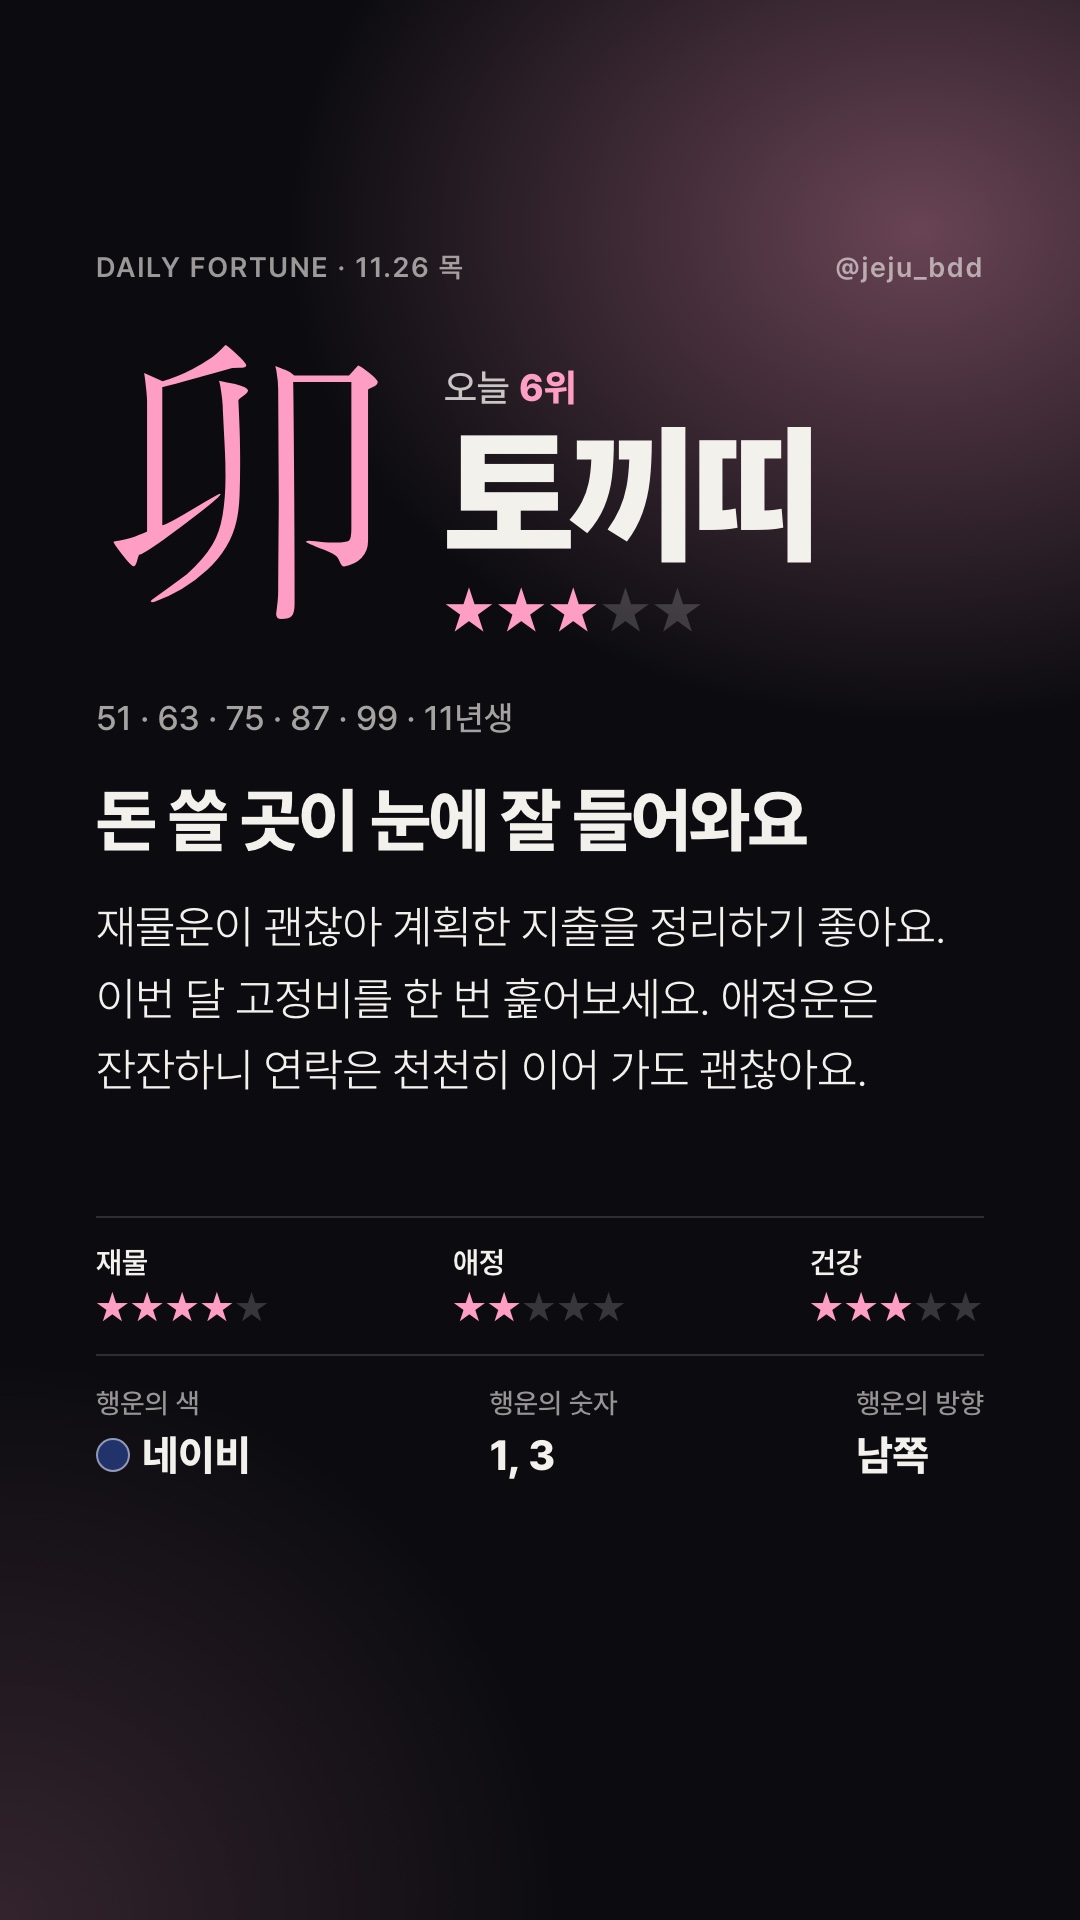 DAILY FORTUNE · 11.26 목
@jeju_bdd
卯
오늘 6위
토끼띠
★★★★★
51 · 63 · 75 · 87 · 99 · 11년생
돈 쓸 곳이 눈에 잘 들어와요
재물운이 괜찮아 계획한 지출을 정리하기 좋아요.
이번 달 고정비를 한 번 훑어보세요. 애정운은
잔잔하니 연락은 천천히 이어 가도 괜찮아요.
재물
★★★★★
애정
★★★★★
건강
★★★★★
행운의 색
네이비
행운의 숫자
1, 3
행운의 방향
남쪽